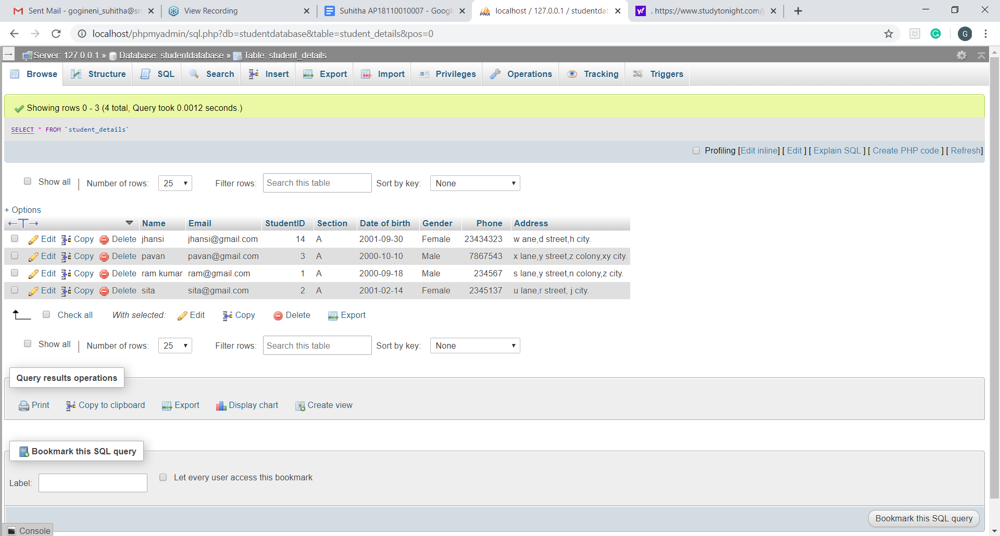 Sent Mail - gogineni_suhitha@sr
View Recording
Suhitha AP18110010007 - Google
localhost / 127.0.0.1 / studentdat
. https://www.studytonight.com/j
localhost/phpmyadmin/sql.php?db=studentdatabase&table=student_details&pos=0
G
Server: 127.0.0.1 » Database: studentdatabase » Table: student_details
Browse Structure SQL Search Insert Export Import Privileges Operations Tracking Triggers
Showing rows 0 - 3 (4 total, Query took 0.0012 seconds.)
SELECT * FROM `student_details`
Profiling [Edit inline] [ Edit ] [ Explain SQL ] [ Create PHP code ] [ Refresh]
Show all | Number of rows: 25 Filter rows: Search this table Sort by key: None
+ Options
←T→ Name Email StudentID Section Date of birth Gender Phone Address
Edit Copy Delete jhansi jhansi@gmail.com 14 A 2001-09-30 Female 23434323 w ane,d street,h city.
Edit Copy Delete pavan pavan@gmail.com 3 A 2000-10-10 Male 7867543 x lane,y street,z colony,xy city.
Edit Copy Delete ram kumar ram@gmail.com 1 A 2000-09-18 Male 234567 s lane,y street,n colony,z city.
Edit Copy Delete sita sita@gmail.com 2 A 2001-02-14 Female 2345137 u lane,r street, j city.
Check all With selected: Edit Copy Delete Export
Show all | Number of rows: 25 Filter rows: Search this table Sort by key: None
Query results operations
Print Copy to clipboard Export Display chart Create view
Bookmark this SQL query
Label: Let every user access this bookmark
Bookmark this SQL query
Console